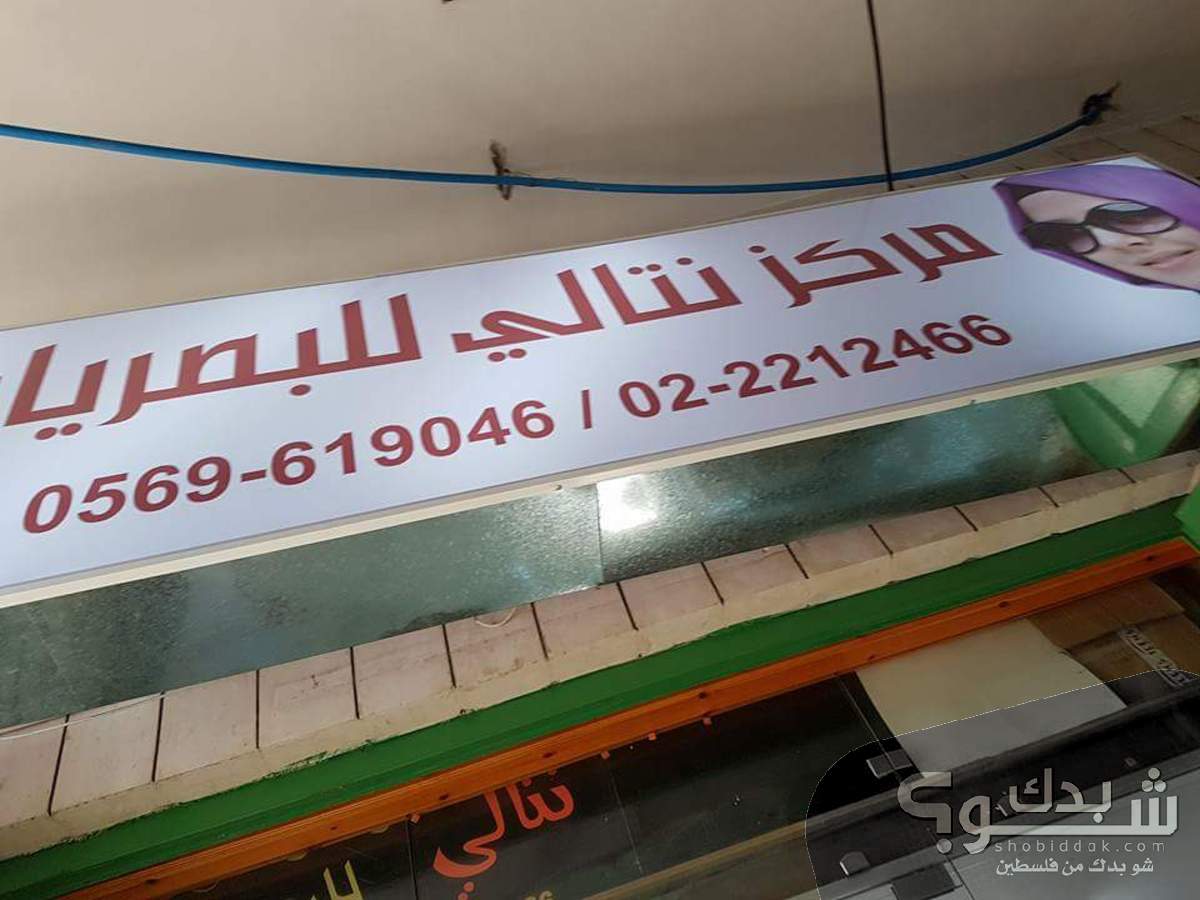 مركز نتالي للبصريات
0569-619046 / 02-2212466
نتالي
شو بدك؟
shobiddak.com
شو بدك من فلسطين